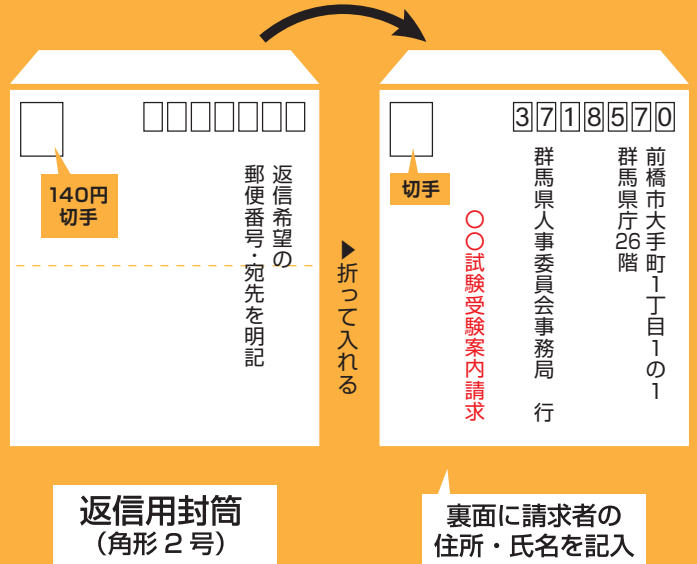 140円
切手
返信希望の
郵便番号・宛先を明記
▶折って入れる
3718570
切手
前橋市大手町1丁目1の1
群馬県庁26階
群馬県人事委員会事務局 行
〇〇試験受験案内請求
返信用封筒
（角形2号）
裏面に請求者の
住所・氏名を記入